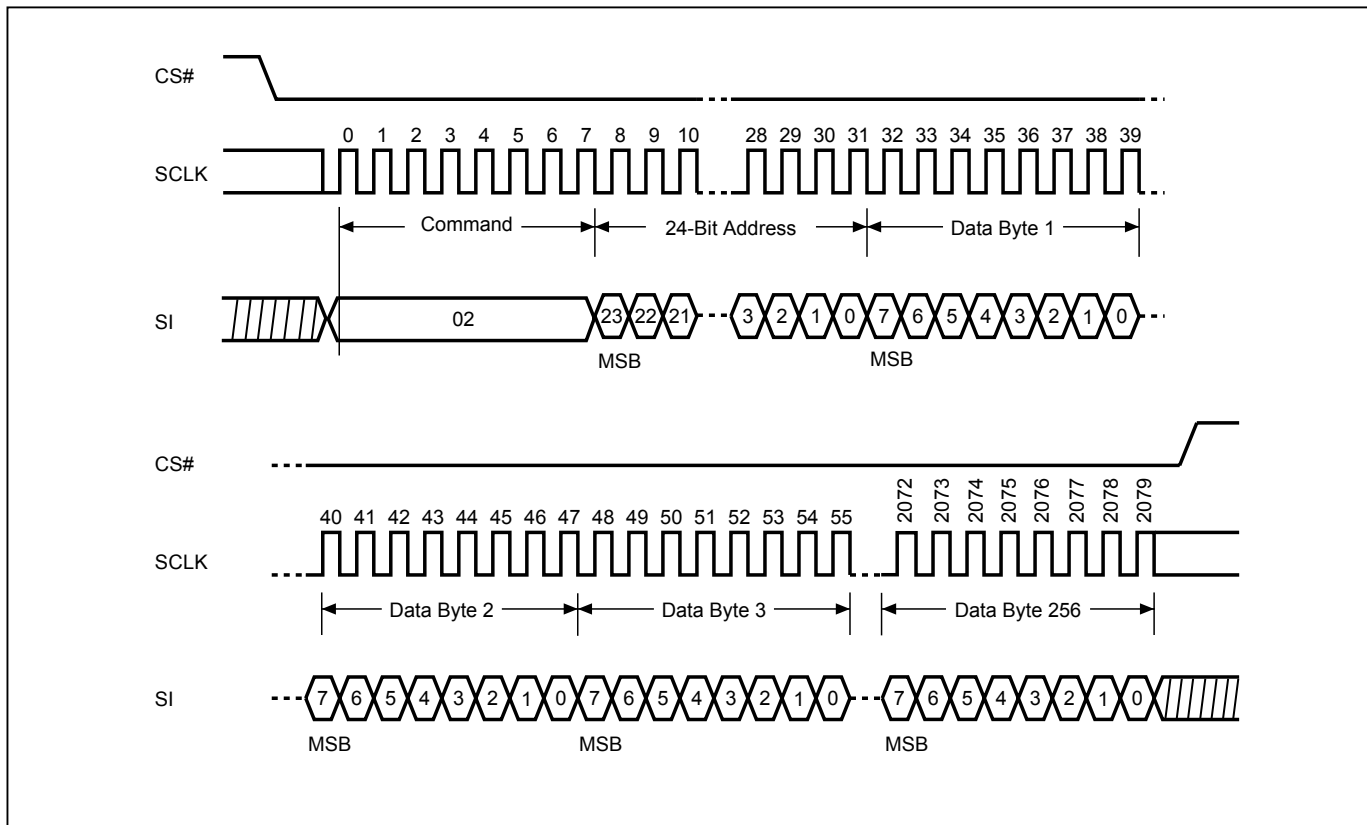 CS#
0 1 2 3 4 5 6 7 8 9 10 28 29 30 31 32 33 34 35 36 37 38 39
SCLK
Command 24-Bit Address Data Byte 1
SI 02 23 22 21 3 2 1 0 7 6 5 4 3 2 1 0
MSB MSB
CS#
40 41 42 43 44 45 46 47 48 49 50 51 52 53 54 55 2072 2073 2074 2075 2076 2077 2078 2079
SCLK
Data Byte 2 Data Byte 3 Data Byte 256
SI 7 6 5 4 3 2 1 0 7 6 5 4 3 2 1 0 7 6 5 4 3 2 1 0
MSB MSB MSB